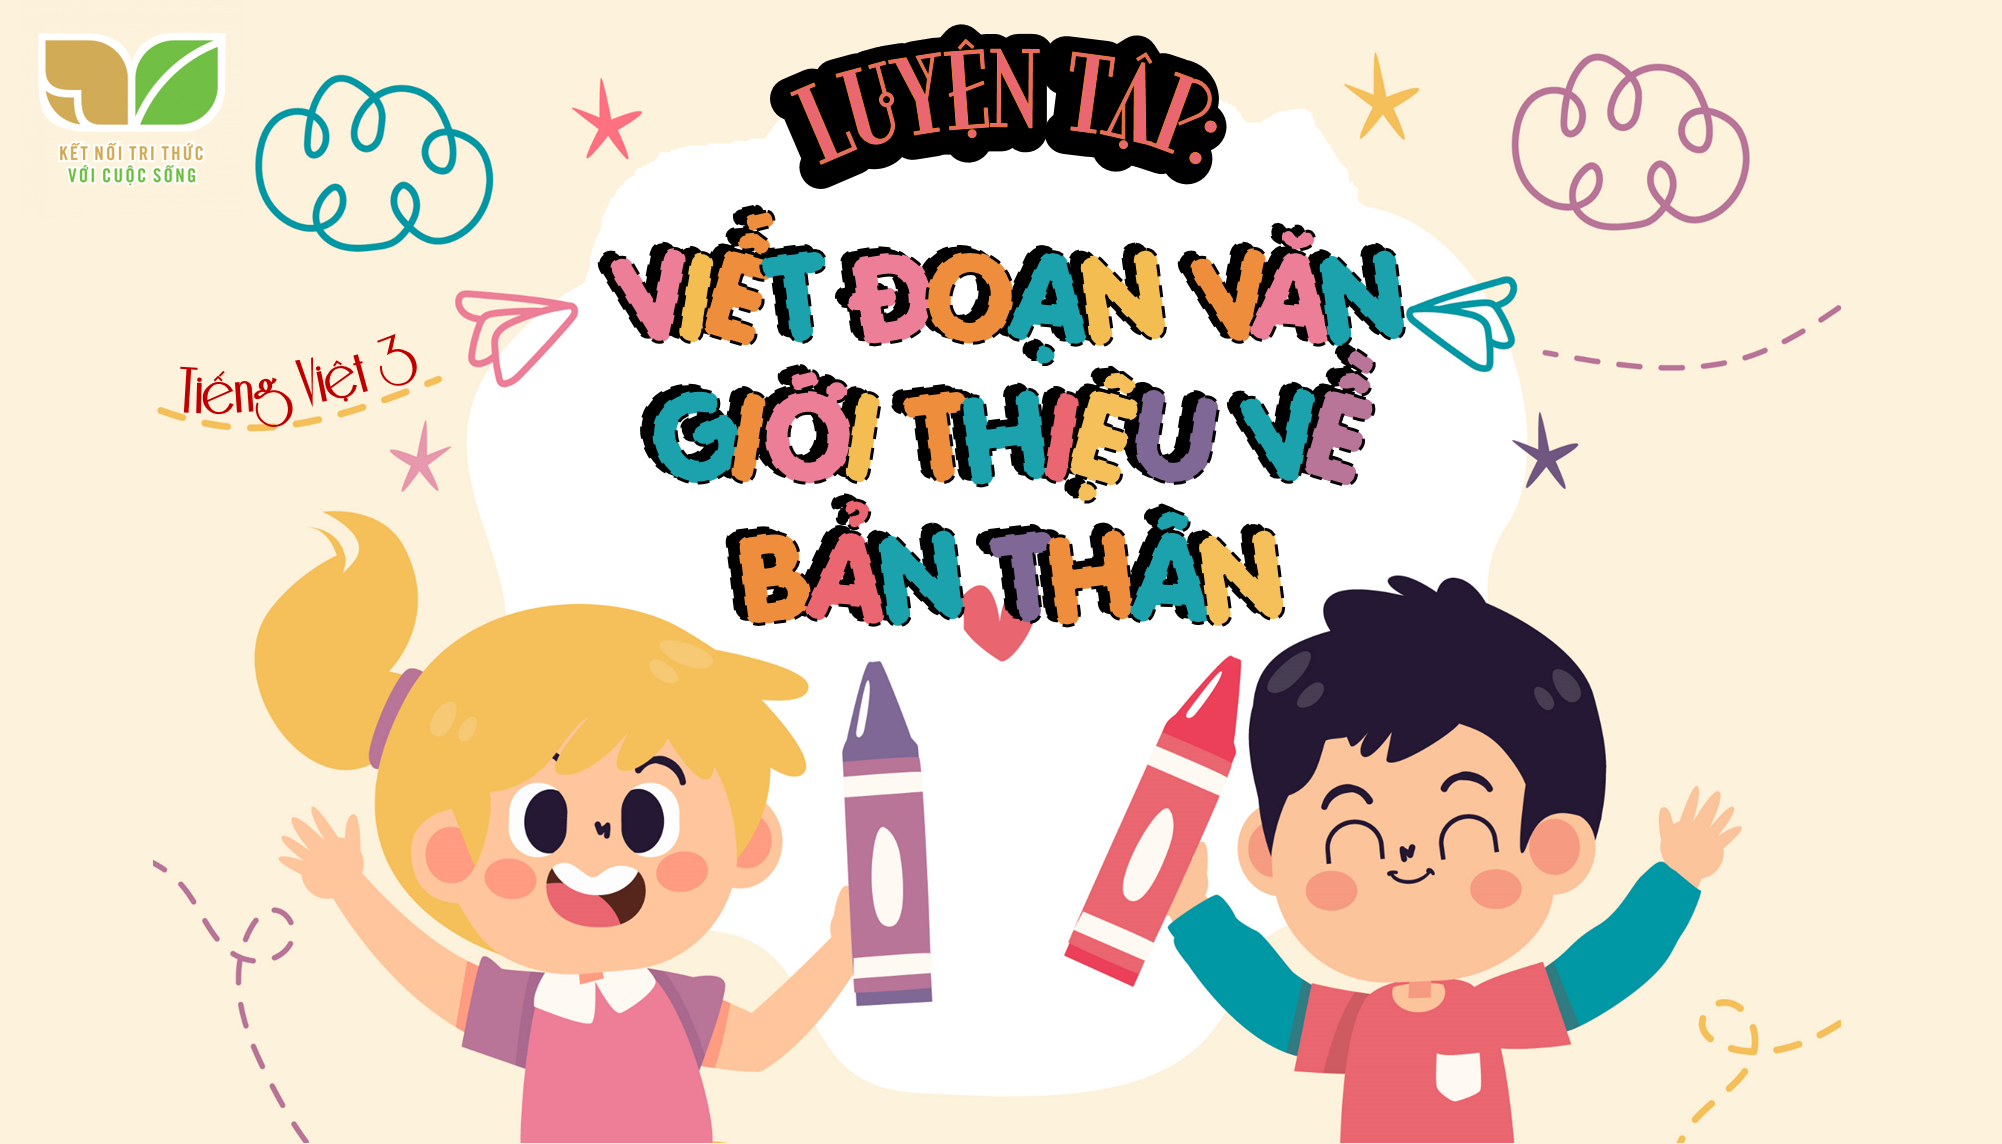 KẾT NỐI TRI THỨC
VỚI CUỘC SỐNG
LUYỆN TẬP:
Tiếng Việt 3
VIẾT ĐOẠN VĂN
GIỚI THIỆU VỀ
BẢN THÂN